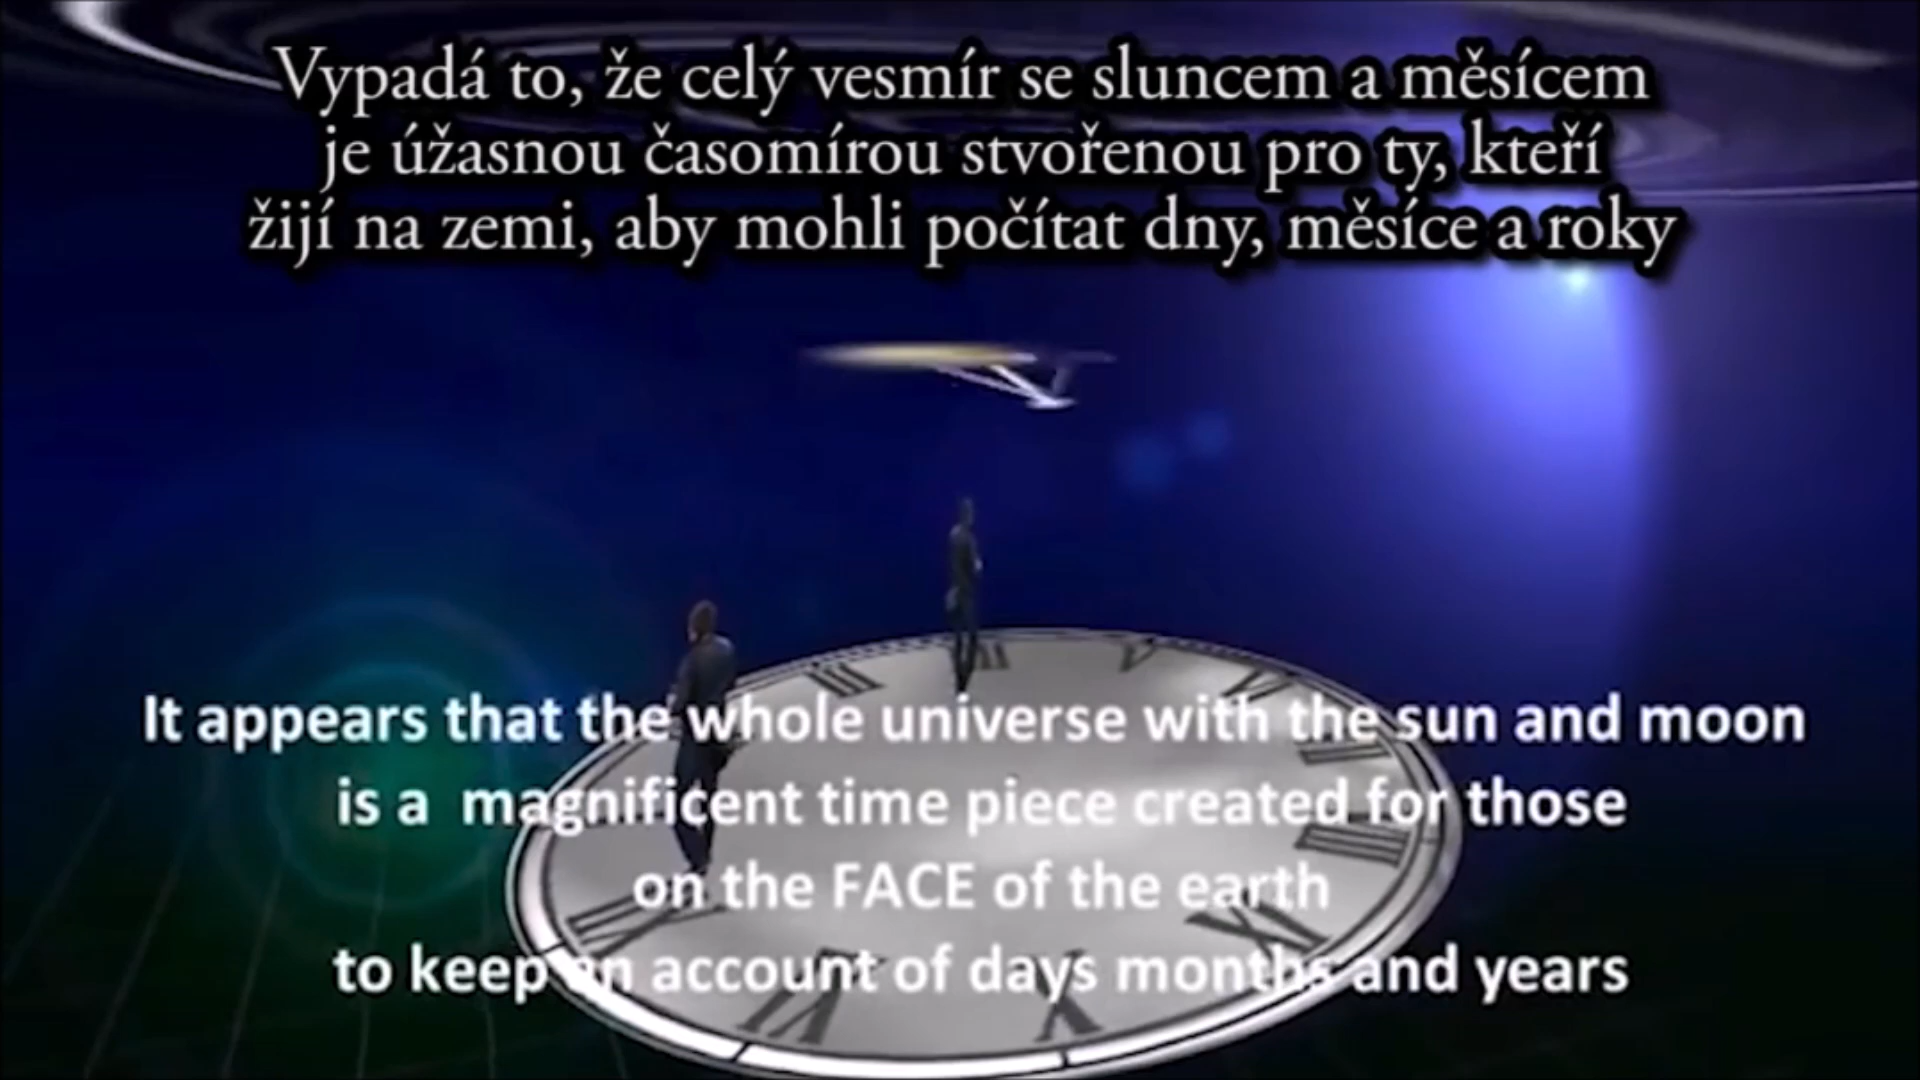 Vypadá to, že celý vesmír se sluncem a měsícem
je úžasnou časomírou stvořenou pro ty, kteří
žijí na zemi, aby mohli počítat dny, měsíce a roky
It appears that the whole universe with the sun and moon
is a magnificent time piece created for those
on the FACE of the earth
to keep an account of days months and years